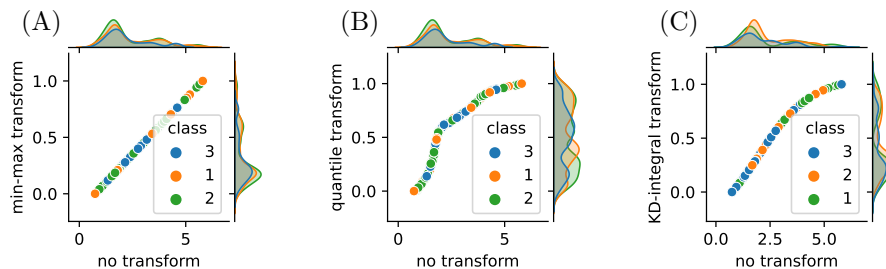 (A)
min-max transform
1.0
0.5
0.0
class
3
1
2
0
5
no transform
(B)
quantile transform
1.0
0.5
0.0
class
3
1
2
0
5
no transform
(C)
KD-integral transform
1.0
0.5
0.0
class
3
2
1
0.0
2.5
5.0
no transform